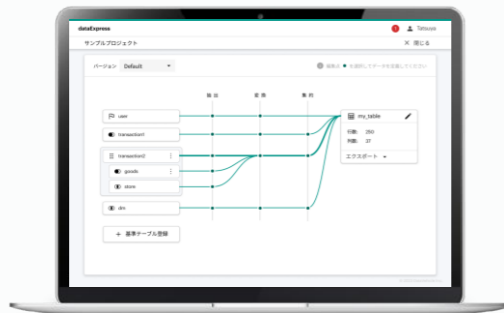 dataExpress
Tatsuya
サンプルプロジェクト
× 閉じる
バージョン Default
抽出 変換 集約
user
transaction1
transaction2
goods
store
dm
my_table
行数: 250
列数: 37
エクスポート
+ 基準テーブル登録